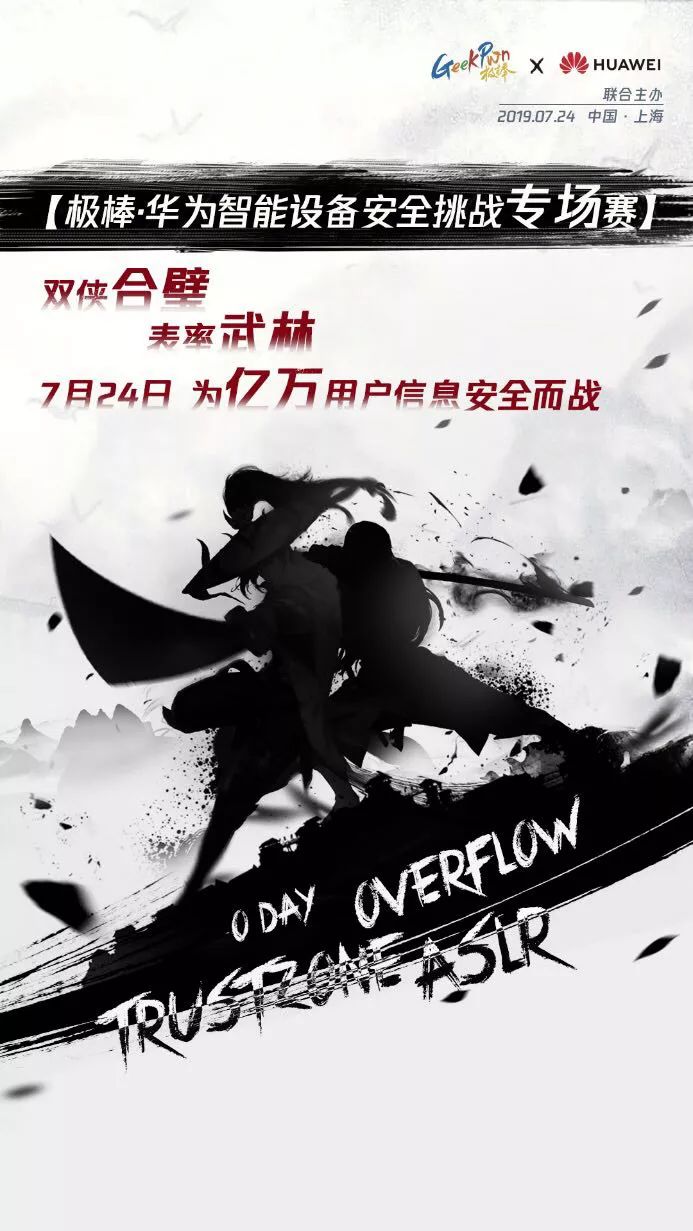 GeekPwn 极棒 X HUAWEI
联合主办
2019.07.24 中国·上海
【极棒·华为智能设备安全挑战专场赛】
双侠合璧
表率武林
7月24日 为亿万用户信息安全而战
0 DAY OVERFLOW
TRUSTZONE ASLR